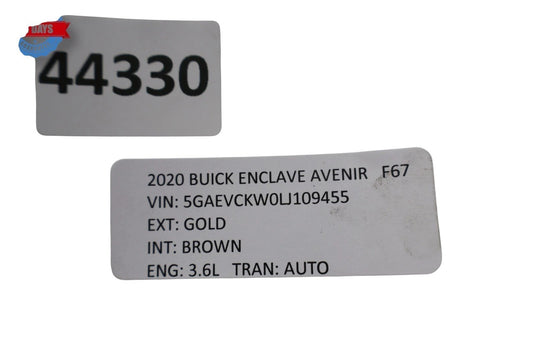 DAYS
44330
2020 BUICK ENCLAVE AVENIR F67
VIN: 5GAEVCKW0LJ109455
EXT: GOLD
INT: BROWN
ENG: 3.6L TRAN: AUTO